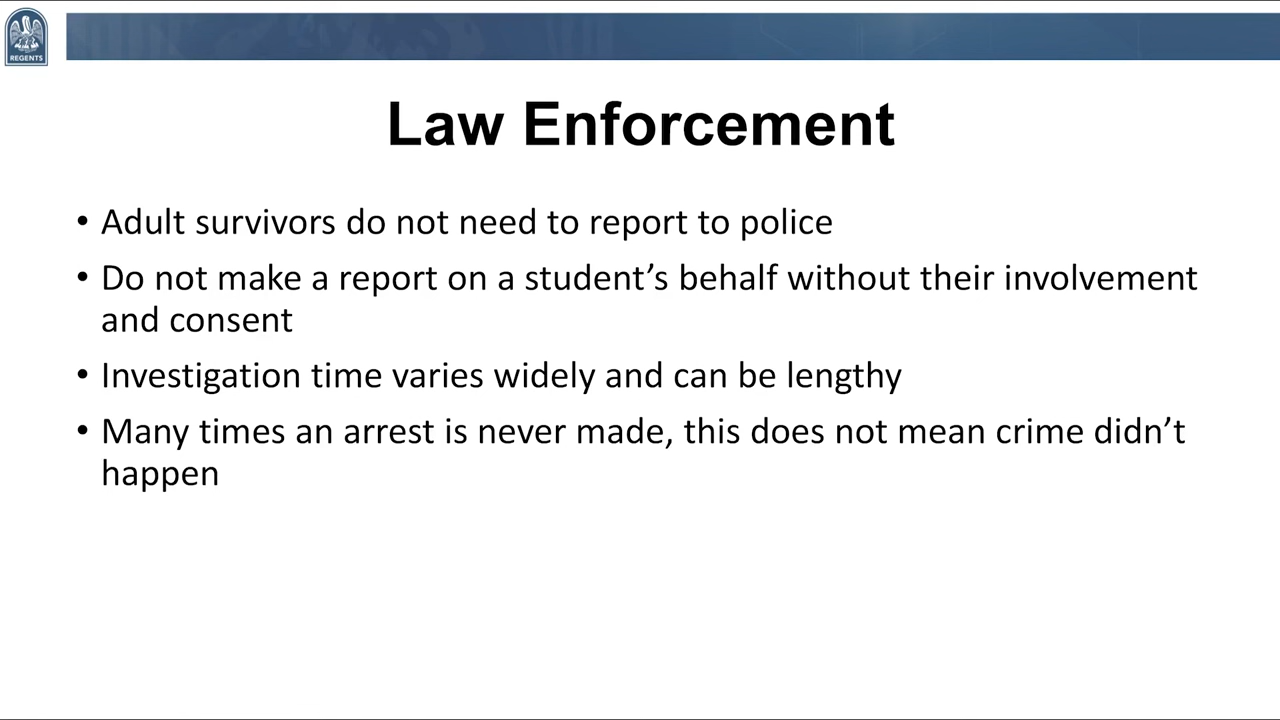 REGENTS
Law Enforcement
• Adult survivors do not need to report to police
• Do not make a report on a student’s behalf without their involvement
and consent
• Investigation time varies widely and can be lengthy
• Many times an arrest is never made, this does not mean crime didn’t
happen